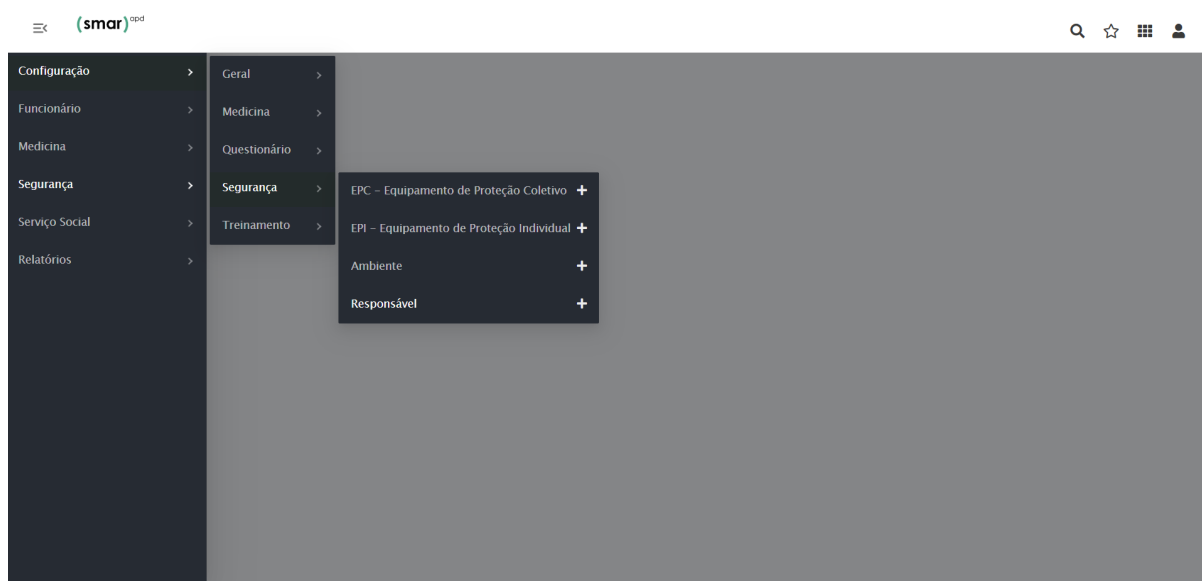 (smar)apd
Configuração
Funcionário
Medicina
Segurança
Serviço Social
Relatórios
Geral
Medicina
Questionário
Segurança
Treinamento
EPC – Equipamento de Proteção Coletivo
EPI – Equipamento de Proteção Individual
Ambiente
Responsável